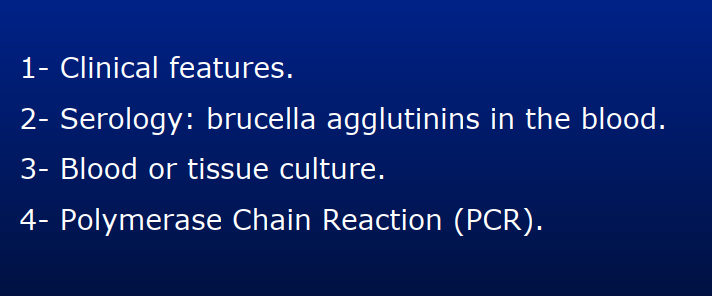 1- Clinical features.
2- Serology: brucella agglutinins in the blood.
3- Blood or tissue culture.
4- Polymerase Chain Reaction (PCR).